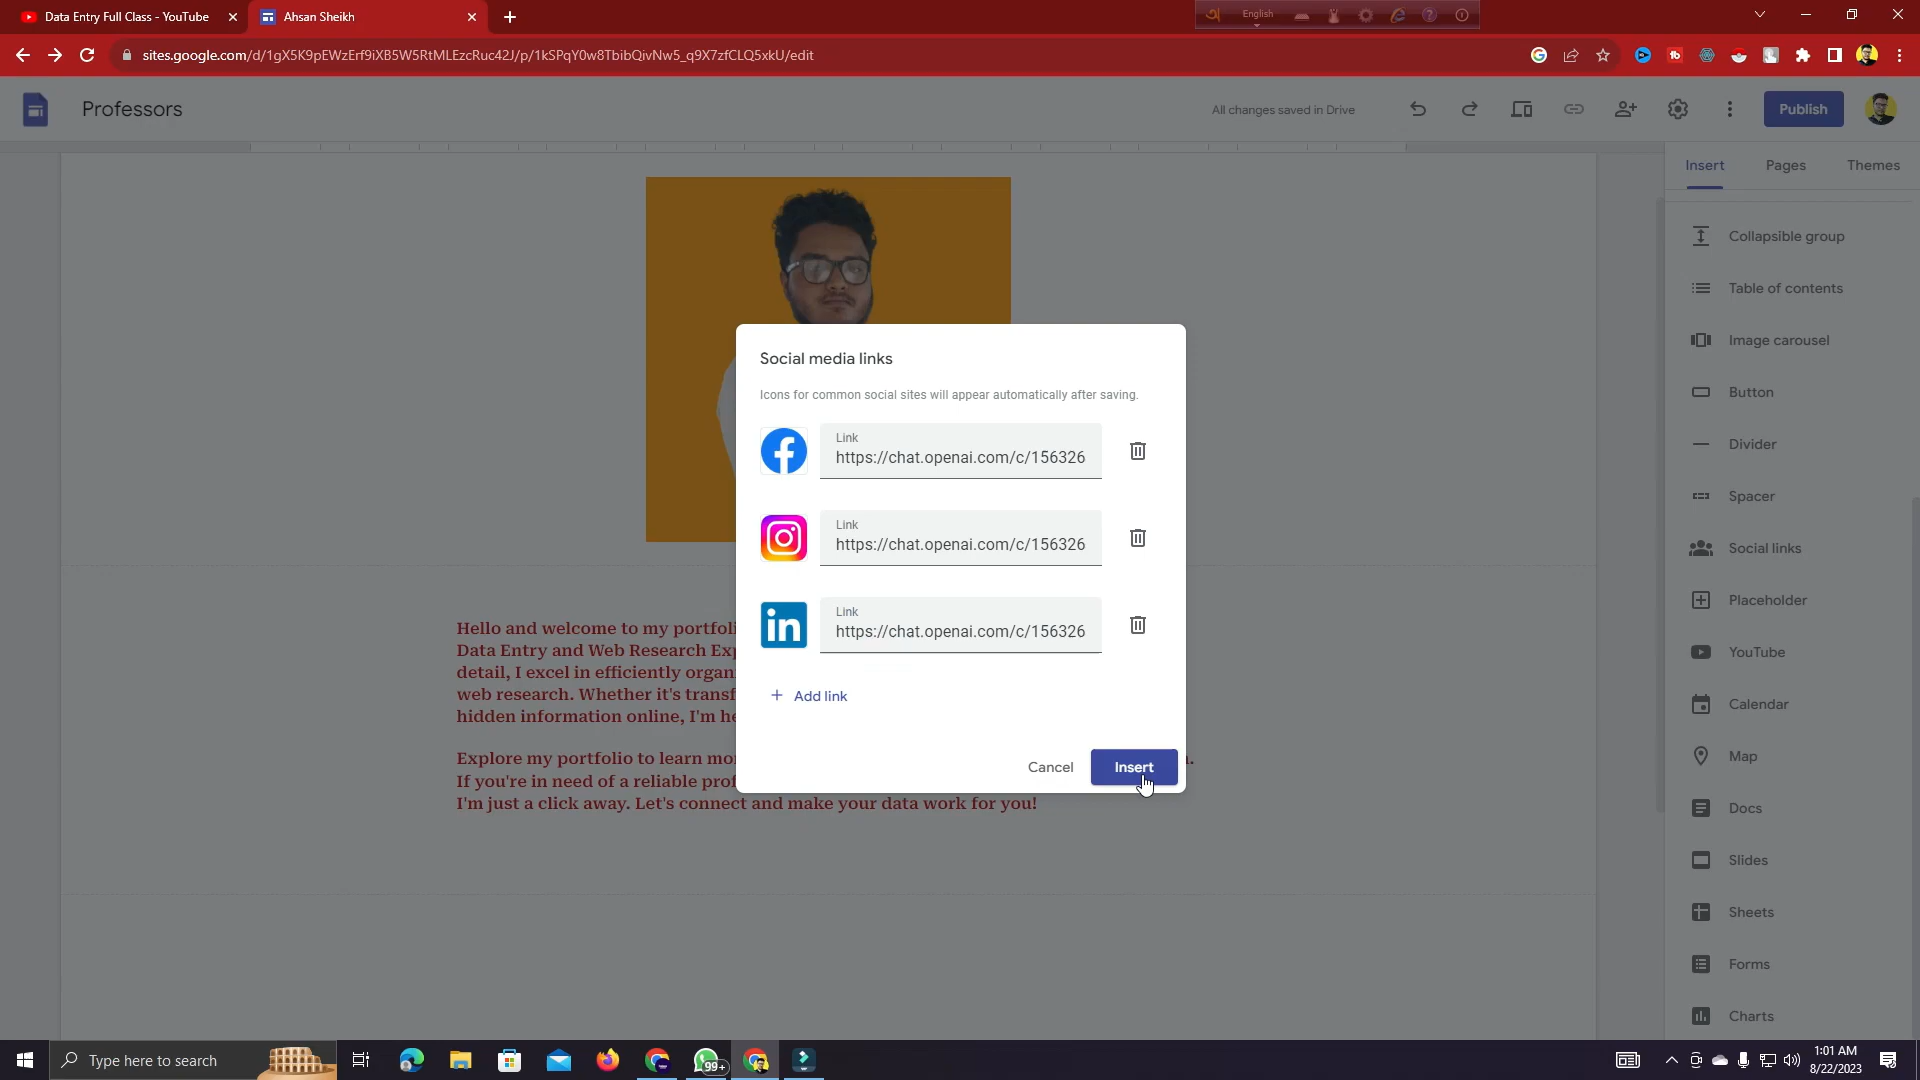 Data Entry Full Class - YouTube
Ahsan Sheikh
English
sites.google.com/d/1gX5K9pEWzErf9iXB5W5RtMLEzcRuc42J/p/1kSPqY0w8TbibQivNw5_q9X7zfCLQ5xkU/edit
Professors
All changes saved in Drive
Publish
Insert
Pages
Themes
Collapsible group
Table of contents
Image carousel
Button
Divider
Spacer
Social links
Placeholder
YouTube
Calendar
Map
Docs
Slides
Sheets
Forms
Charts
Social media links
Icons for common social sites will appear automatically after saving.
Link
https://chat.openai.com/c/156326
Link
https://chat.openai.com/c/156326
Link
https://chat.openai.com/c/156326
+ Add link
Cancel
Insert
Hello and welcome to my
Data Entry and Web Research
detail, I excel in efficiently
web research. Whether it's
hidden information online, I'm
Explore my portfolio to learn
If you're in need of a reliable
I'm just a click away. Let's connect and make your data work for you!
Type here to search
99+
1:01 AM
8/22/2023